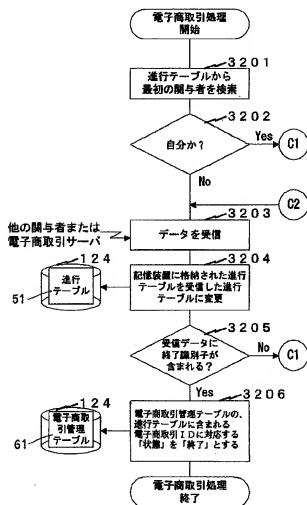 電子商取引処理
開始
3201
進行テーブルから
最初の関与者を検索
3202
自分か？
Yes
C1
No
C2
3203
他の関与者または
電子商取引サーバ
データを受信
3204
124
進行
テーブル
51
記憶装置に格納された進行
テーブルを受信した進行
テーブルに変更
3205
受信データに
終了識別子が
含まれる？
No
C1
Yes
3206
124
電子商取
引管理
テーブル
61
電子商取引管理テーブルの、
進行テーブルに含まれる
電子商取引IDに対応する
「状態」を「終了」とする
電子商取引処理
終了